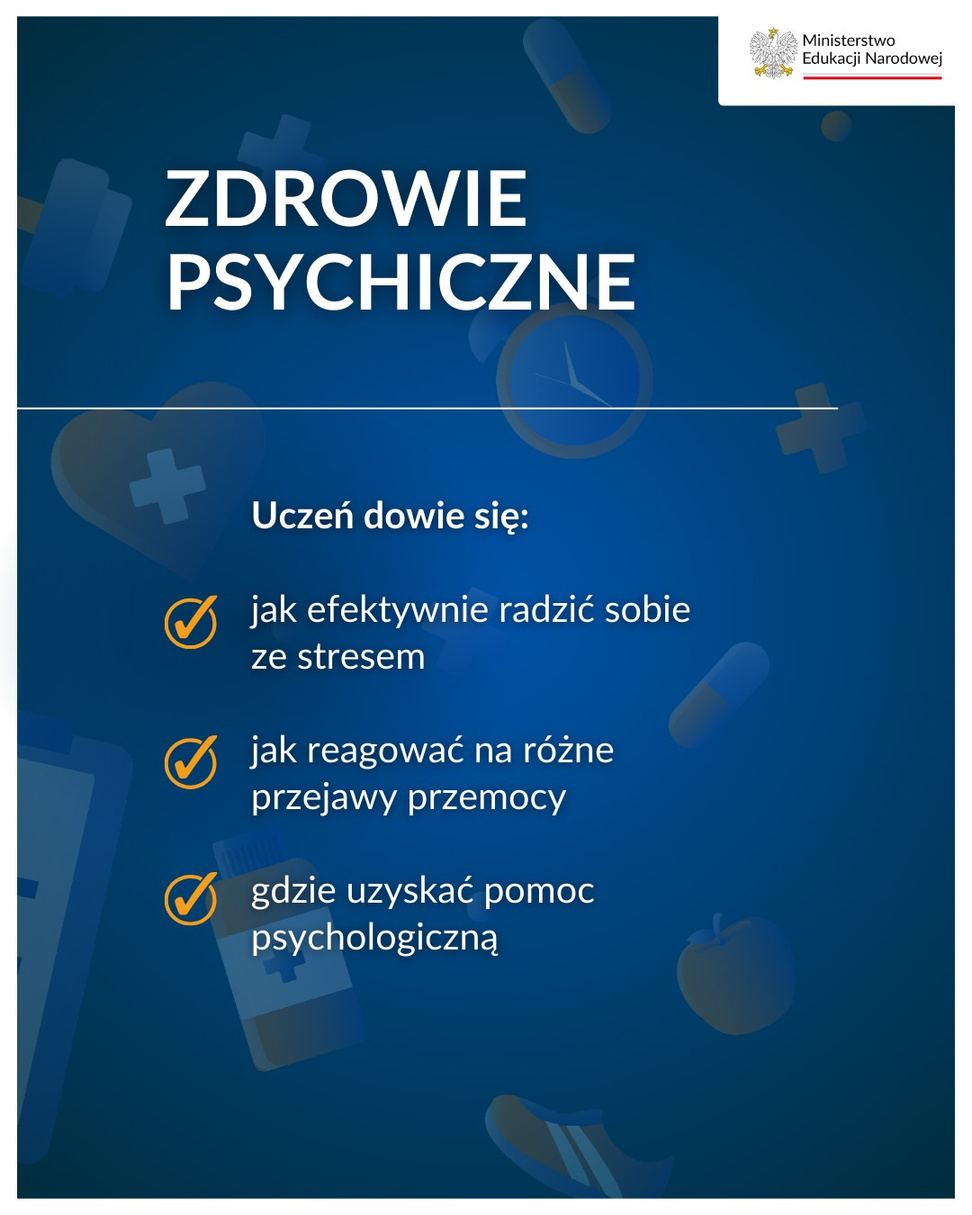 Ministerstwo
Edukacji Narodowej
ZDROWIE
PSYCHICZNE
Uczeń dowie się:
jak efektywnie radzić sobie
ze stresem
jak reagować na różne
przejawy przemocy
gdzie uzyskać pomoc
psychologiczną